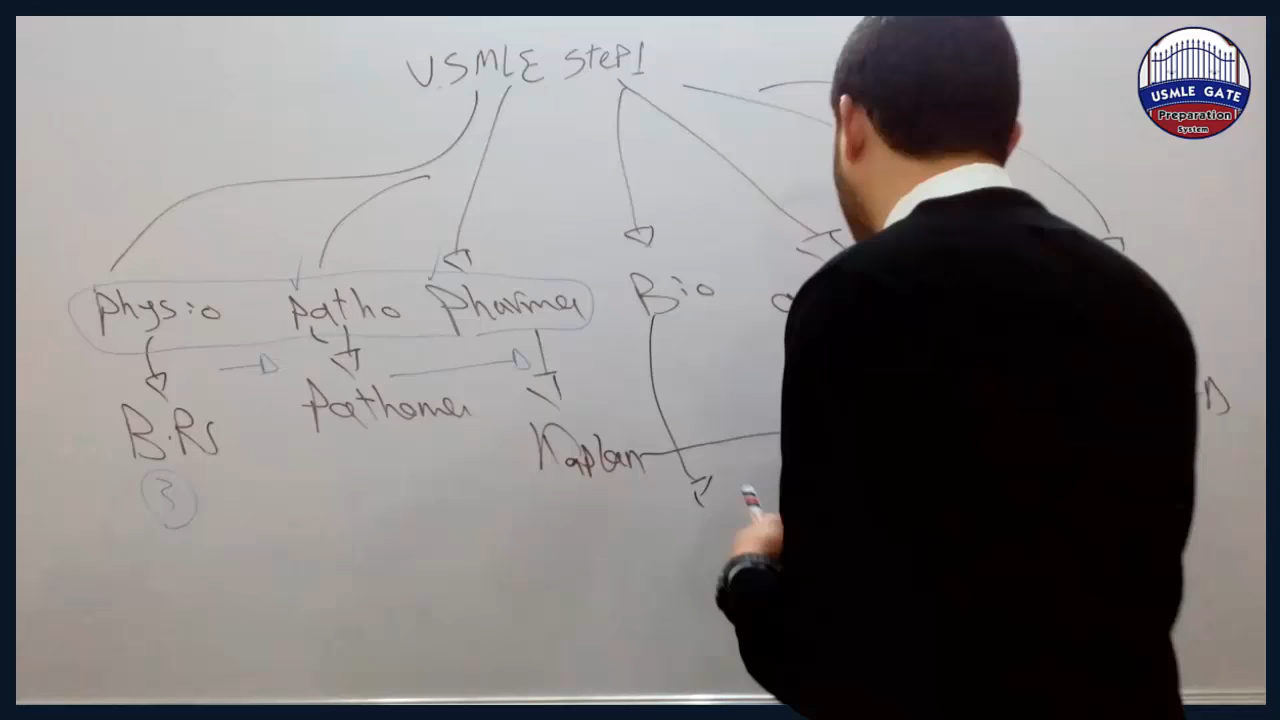 USMLE Step1
USMLE GATE
Preparation
System
physio patho pharma Bio
B.Rs Pathoma Kaplan
3